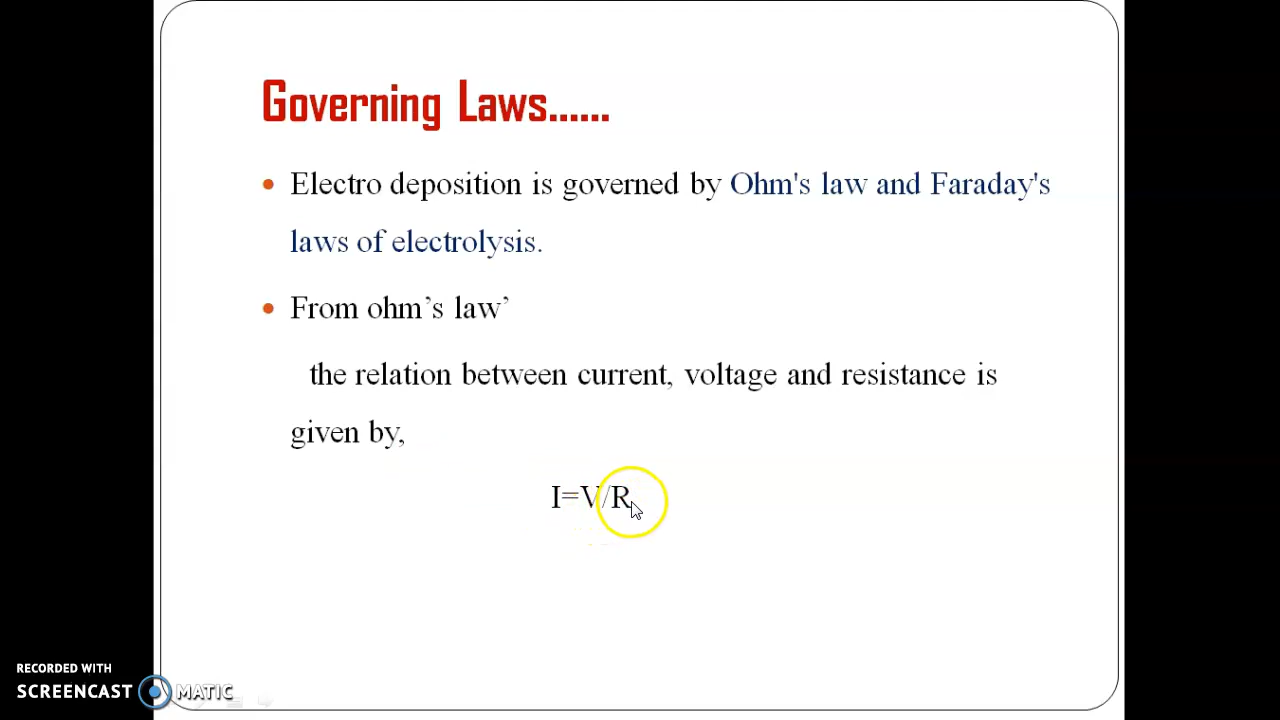 Governing Laws......
• Electro deposition is governed by Ohm's law and Faraday's
laws of electrolysis.
• From ohm’s law’
the relation between current, voltage and resistance is
given by,
I=V/R
RECORDED WITH
SCREENCAST MATIC